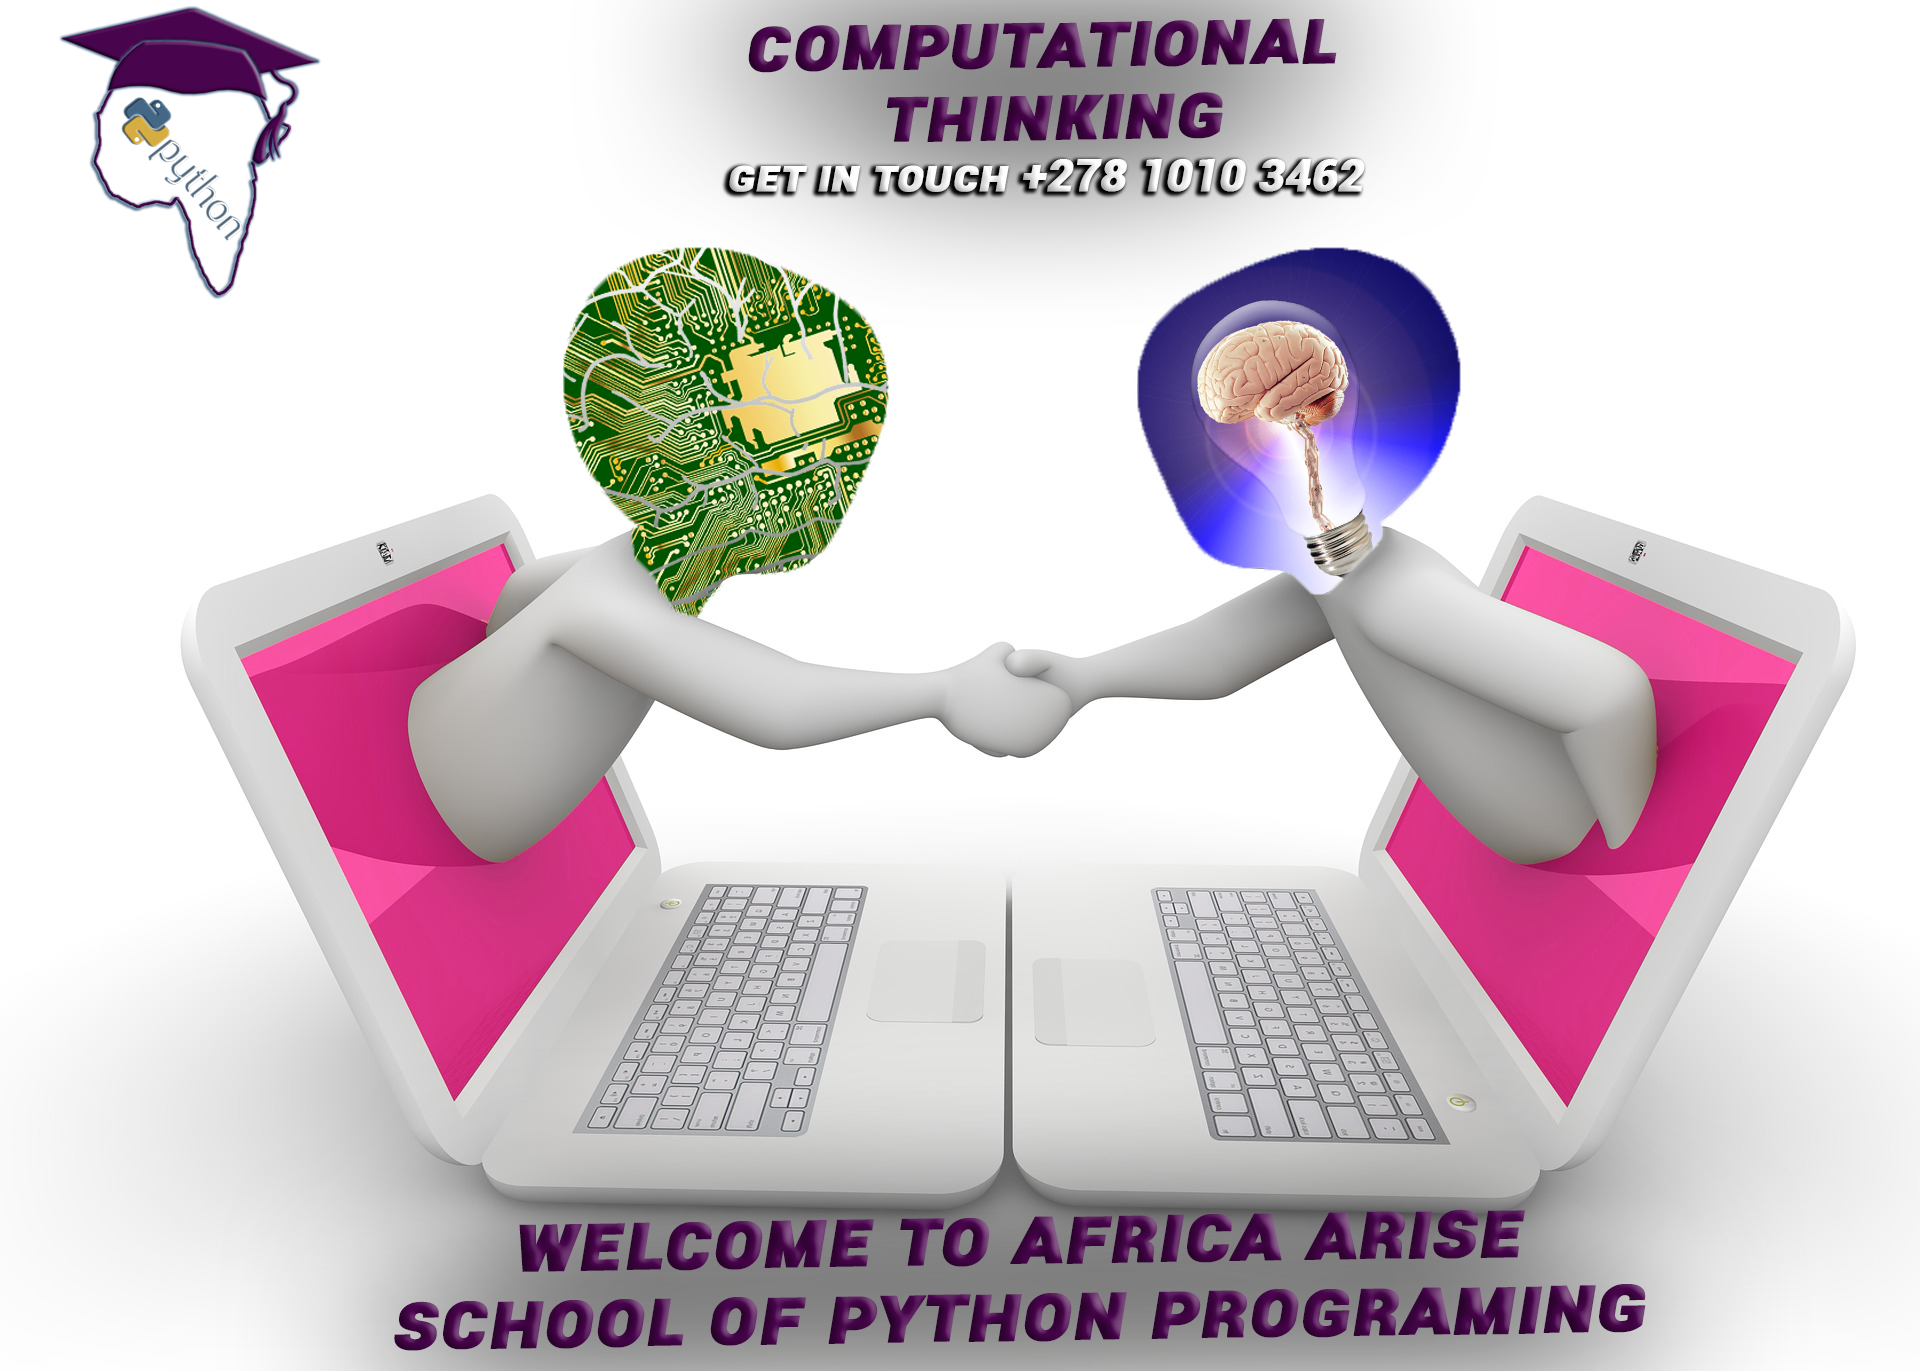 python
COMPUTATIONAL
THINKING
GET IN TOUCH +278 1010 3462
WELCOME TO AFRICA ARISE
SCHOOL OF PYTHON PROGRAMING